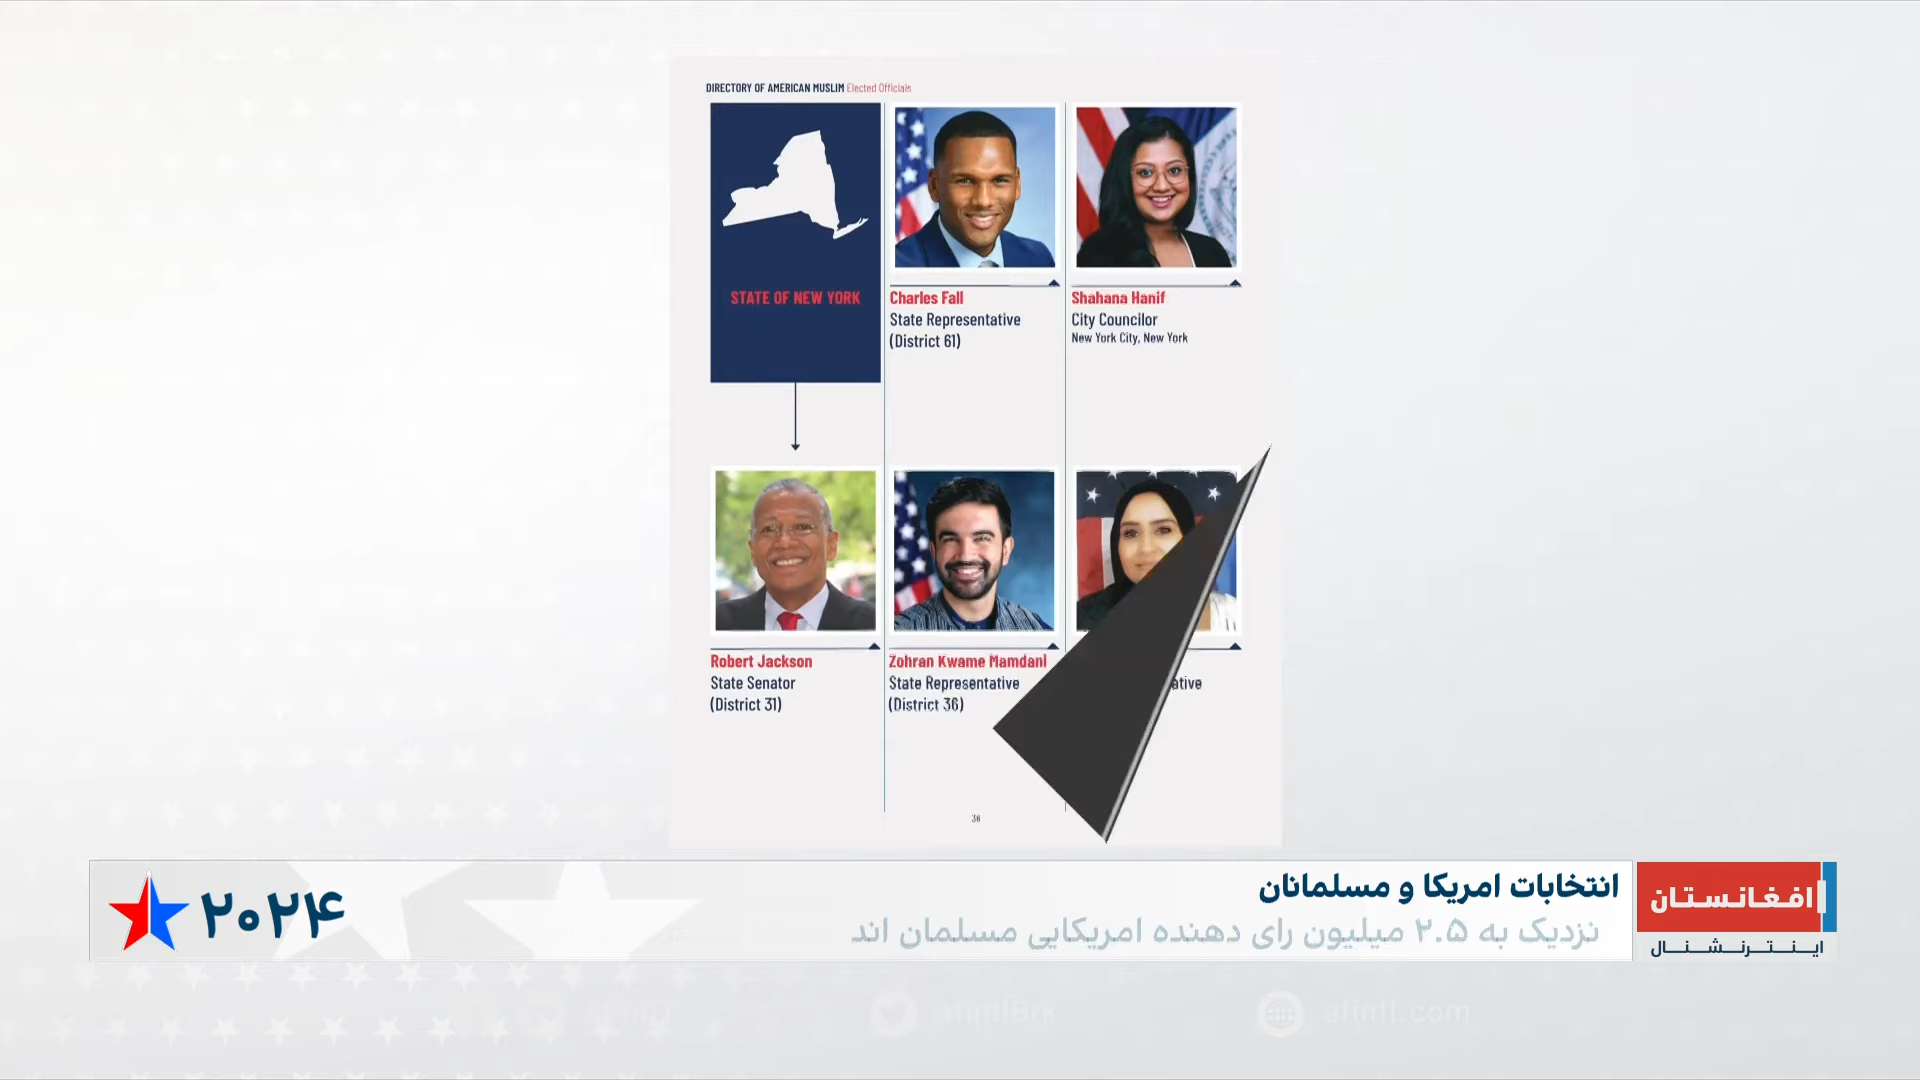 DIRECTORY OF AMERICAN MUSLIM Elected Officials
STATE OF NEW YORK
Charles Fall
State Representative
(District 61)
Shahana Hanif
City Councilor
New York City, New York
Robert Jackson
State Senator
(District 31)
Zohran Kwame Mamdani
State Representative
(District 36)
انتخابات امریکا و مسلمانان
نزدیک به ۲.۵ میلیون رای دهنده امریکایی مسلمان اند
۲۰۲۴
افغانستان
اینترنشنال
afintl.com